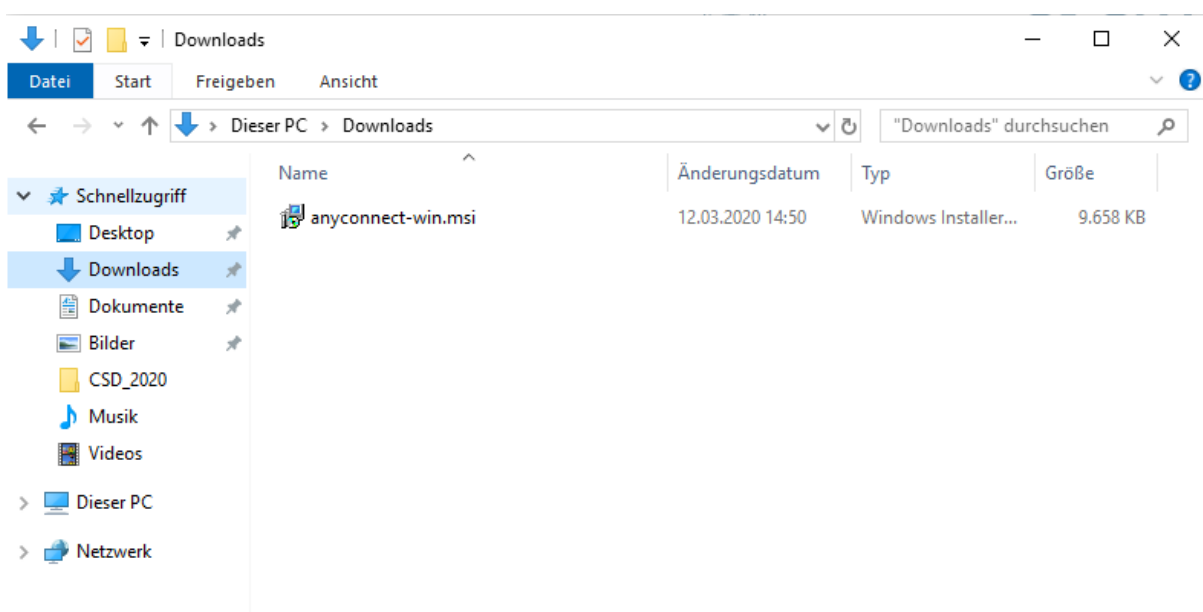 Downloads
Datei Start Freigeben Ansicht
Dieser PC Downloads "Downloads" durchsuchen
Name Änderungsdatum Typ Größe
Schnellzugriff
anyconnect-win.msi 12.03.2020 14:50 Windows Installer... 9.658 KB
Desktop
Downloads
Dokumente
Bilder
CSD_2020
Musik
Videos
Dieser PC
Netzwerk